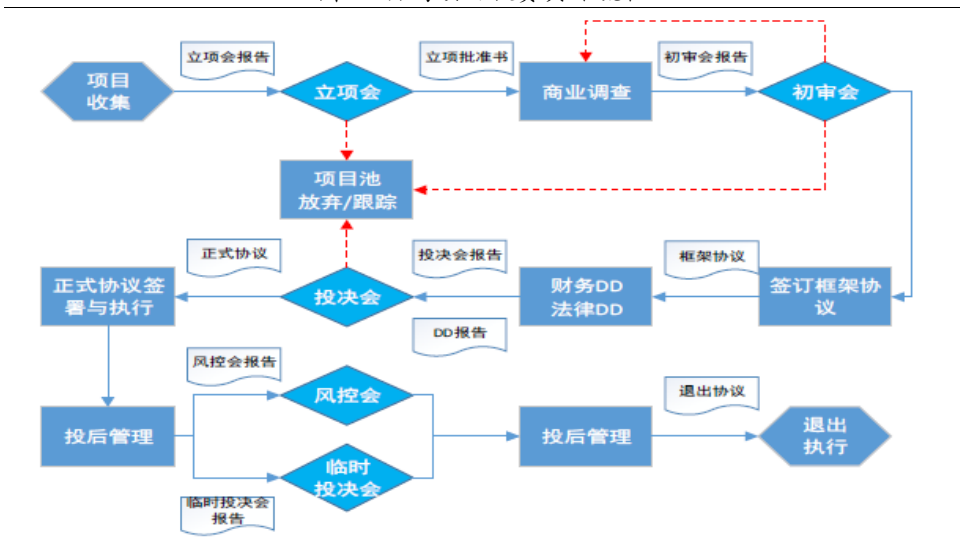 立项会报告
立项批准书
初审会报告
项目
收集
立项会
商业调查
初审会
项目池
放弃/跟踪
正式协议
投决会报告
框架协议
正式协议签
署与执行
投决会
财务DD
法律DD
签订框架协
议
DD报告
风控会报告
风控会
退出协议
投后管理
投后管理
退出
执行
临时
投决会
临时投决会
报告